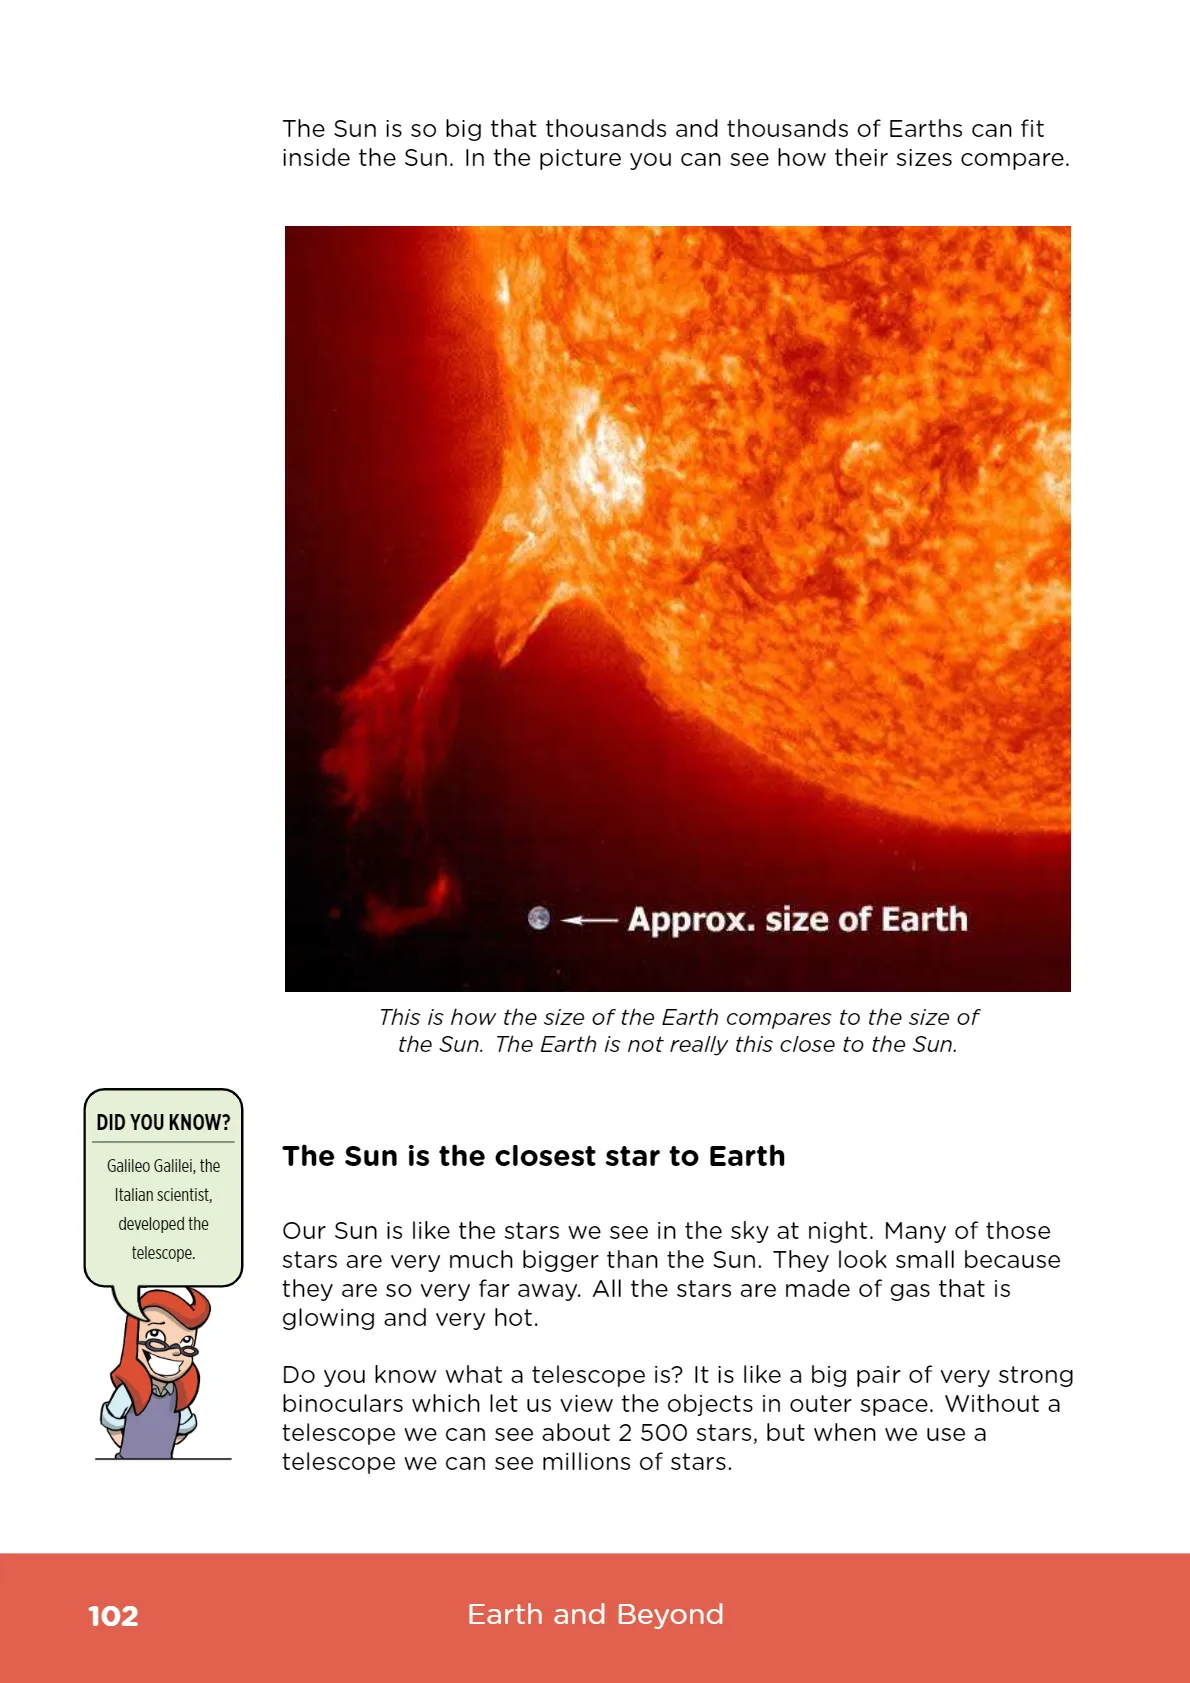 The Sun is so big that thousands and thousands of Earths can fit
inside the Sun. In the picture you can see how their sizes compare.
Approx. size of Earth
This is how the size of the Earth compares to the size of
the Sun. The Earth is not really this close to the Sun.
DID YOU KNOW?
Galileo Galilei, the
Italian scientist,
developed the
telescope.
The Sun is the closest star to Earth
Our Sun is like the stars we see in the sky at night. Many of those
stars are very much bigger than the Sun. They look small because
they are so very far away. All the stars are made of gas that is
glowing and very hot.
Do you know what a telescope is? It is like a big pair of very strong
binoculars which let us view the objects in outer space. Without a
telescope we can see about 2 500 stars, but when we use a
telescope we can see millions of stars.
102
Earth and Beyond